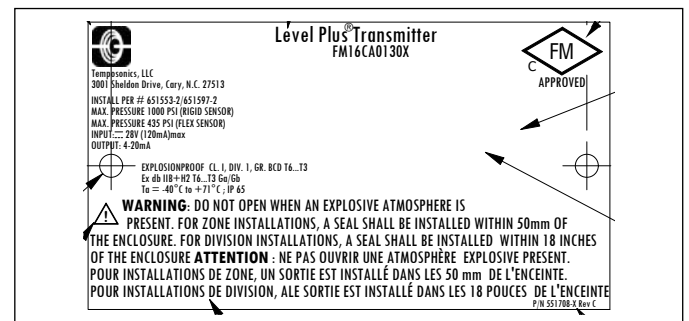 Level Plus® Transmitter
FM16CA0130X
FM
C
APPROVED
Temposonics, LLC
3001 Sheldon Drive, Cary, N.C. 27513
INSTALL PER # 651553-2/651597-2
MAX. PRESSURE 1000 PSI (RIGID SENSOR)
MAX. PRESSURE 435 PSI (FLEX SENSOR)
INPUT:⎓ 28V (120mA)max
OUTPUT: 4-20mA
EXPLOSIONPROOF CL. I, DIV. 1, GR. BCD T6...T3
Ex db IIB+H2 T6...T3 Ga/Gb
Ta = -40°C to +71°C ; IP 65
WARNING: DO NOT OPEN WHEN AN EXPLOSIVE ATMOSPHERE IS
PRESENT. FOR ZONE INSTALLATIONS, A SEAL SHALL BE INSTALLED WITHIN 50mm OF
THE ENCLOSURE. FOR DIVISION INSTALLATIONS, A SEAL SHALL BE INSTALLED WITHIN 18 INCHES
OF THE ENCLOSURE ATTENTION : NE PAS OUVRIR UNE ATMOSPHÈRE EXPLOSIVE PRESENT.
POUR INSTALLATIONS DE ZONE, UN SORTIE EST INSTALLÉ DANS LES 50 mm DE L'ENCEINTE.
POUR INSTALLATIONS DE DIVISION, ALE SORTIE EST INSTALLÉ DANS LES 18 POUCES DE L'ENCEINTE
P/N 551708-X Rev C